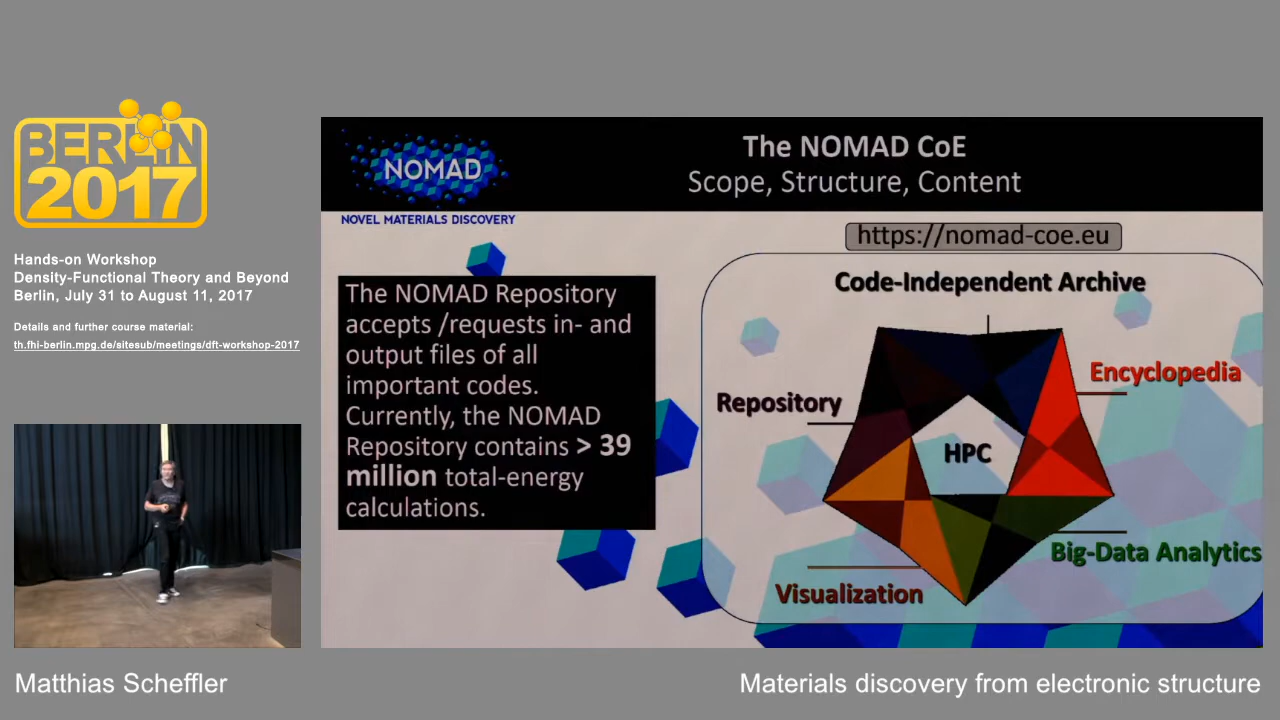 BERLIN
2017
Hands-on Workshop
Density-Functional Theory and Beyond
Berlin, July 31 to August 11, 2017
Details and further course material:
th.fhi-berlin.mpg.de/sitesub/meetings/dft-workshop-2017
NOMAD
NOVEL MATERIALS DISCOVERY
The NOMAD CoE
Scope, Structure, Content
https://nomad-coe.eu
The NOMAD Repository
accepts /requests in- and
output files of all
important codes.
Currently, the NOMAD
Repository contains > 39
million total-energy
calculations.
Code-Independent Archive
Encyclopedia
Repository
HPC
Big-Data Analytics
Visualization
Matthias Scheffler
Materials discovery from electronic structure